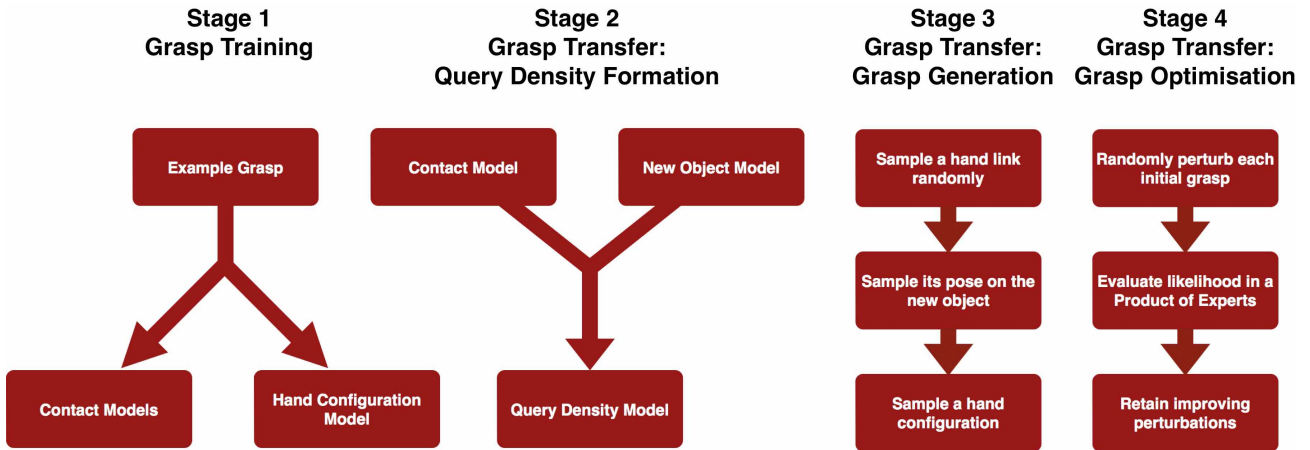 Stage 1
Grasp Training
Stage 2
Grasp Transfer:
Query Density Formation
Stage 3
Grasp Transfer:
Grasp Generation
Stage 4
Grasp Transfer:
Grasp Optimisation
Example Grasp
Contact Models
Hand Configuration
Model
Contact Model
New Object Model
Query Density Model
Sample a hand link
randomly
Sample its pose on the
new object
Sample a hand
configuration
Randomly perturb each
initial grasp
Evaluate likelihood in a
Product of Experts
Retain improving
perturbations